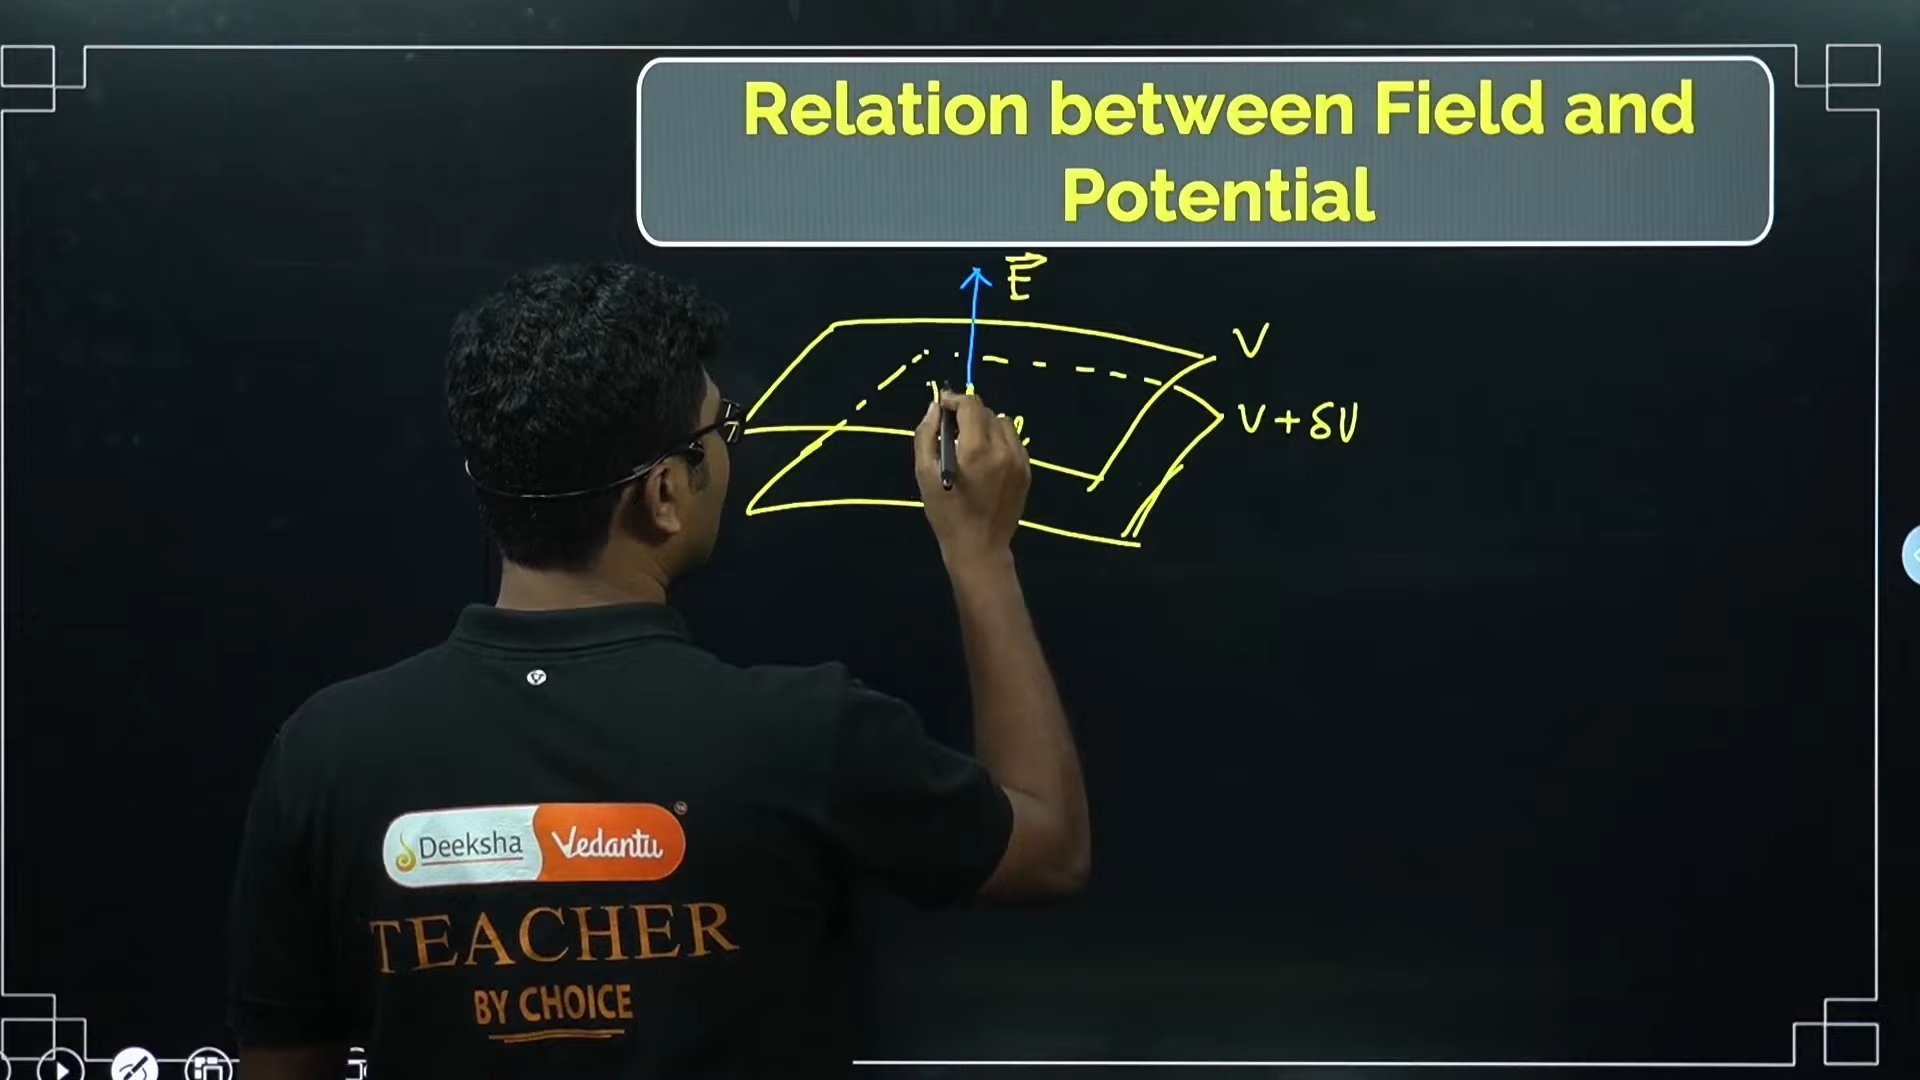 Relation between Field and
Potential
E
V
V + δV
Deeksha Vedantu
TEACHER
BY CHOICE